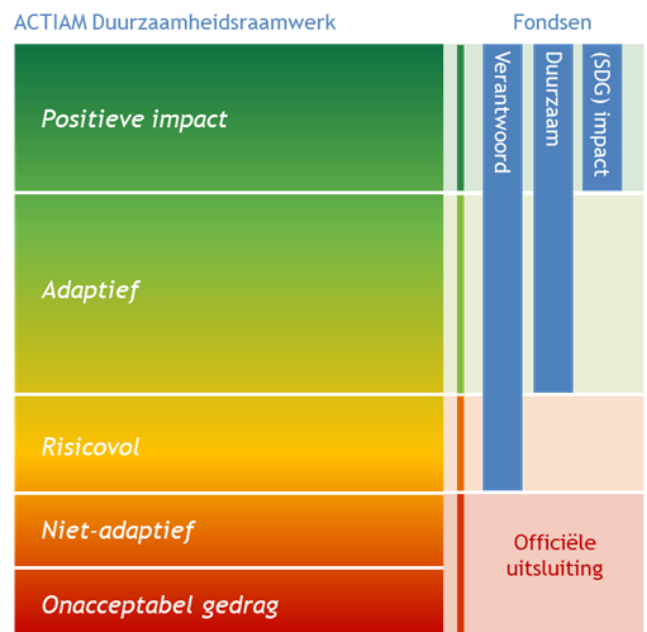 ACTIAM Duurzaamheidsraamwerk
Fondsen
Positieve impact
Verantwoord
Duurzaam
(SDG) impact
Adaptief
Risicovol
Niet-adaptief
Officiële
uitsluiting
Onacceptabel gedrag